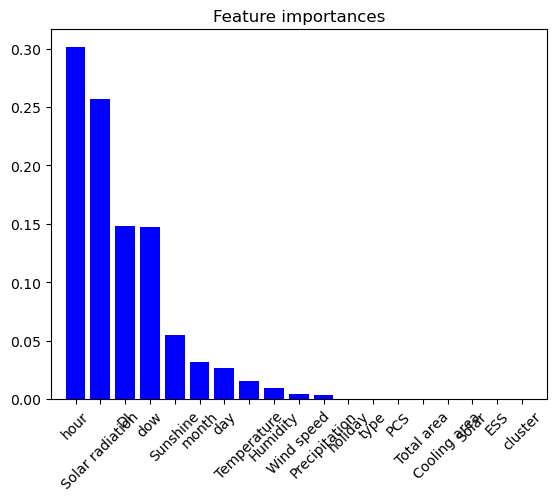 Feature importances
0.30
0.25
0.20
0.15
0.10
0.05
0.00
hour
Solar radiation
DI
dow
Sunshine
month
day
Temperature
Humidity
Wind speed
Precipitation
holiday
type
PCS
Total area
Cooling area
Solar
ESS
cluster